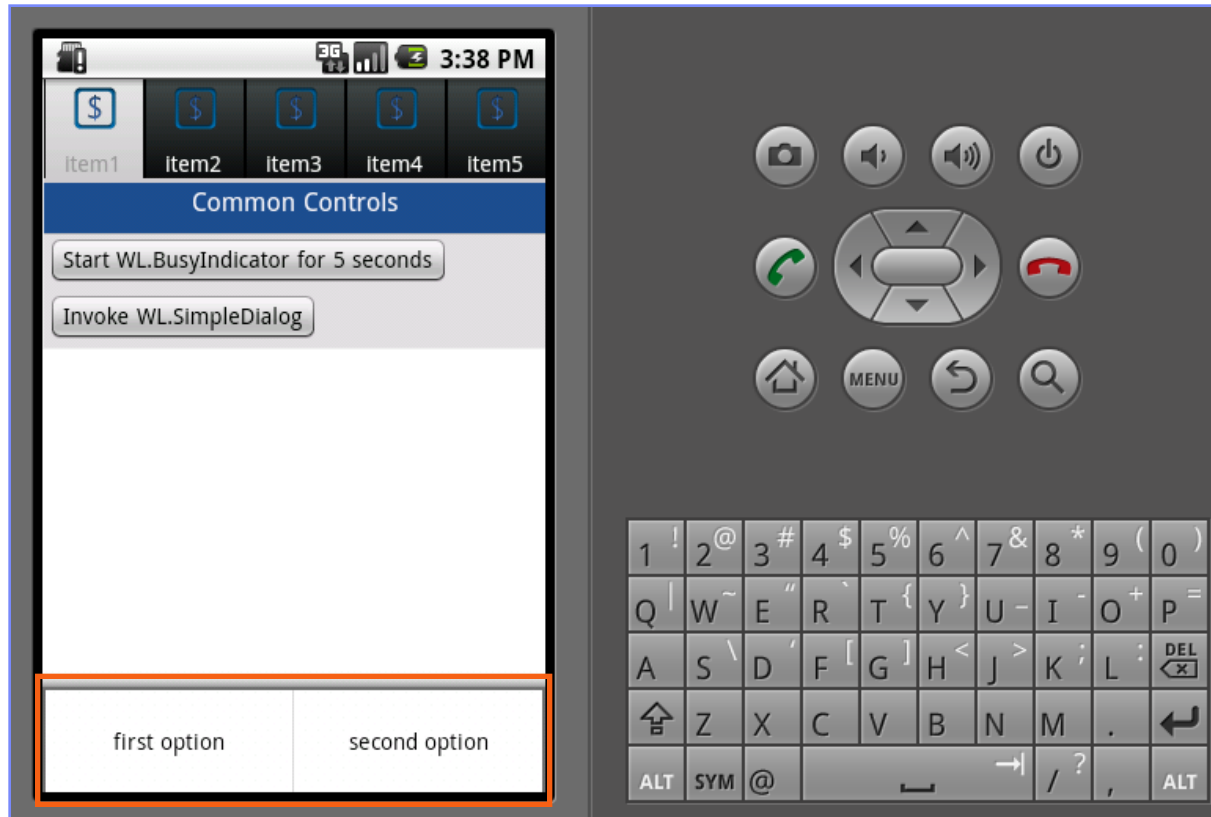 3G 3:38 PM
$ $ $ $ $
item1 item2 item3 item4 item5
Common Controls
Start WL.BusyIndicator for 5 seconds
Invoke WL.SimpleDialog
first option second option
MENU
1 ! 2 @ 3 # 4 $ 5 % 6 ^ 7 & 8 * 9 ( 0 )
Q | W ~ E " R ` T { Y } U _ I - O + P =
A S \ D ' F [ G ] H < J > K ; L : DEL
Z X C V B N M .
ALT SYM @ / ? , ALT